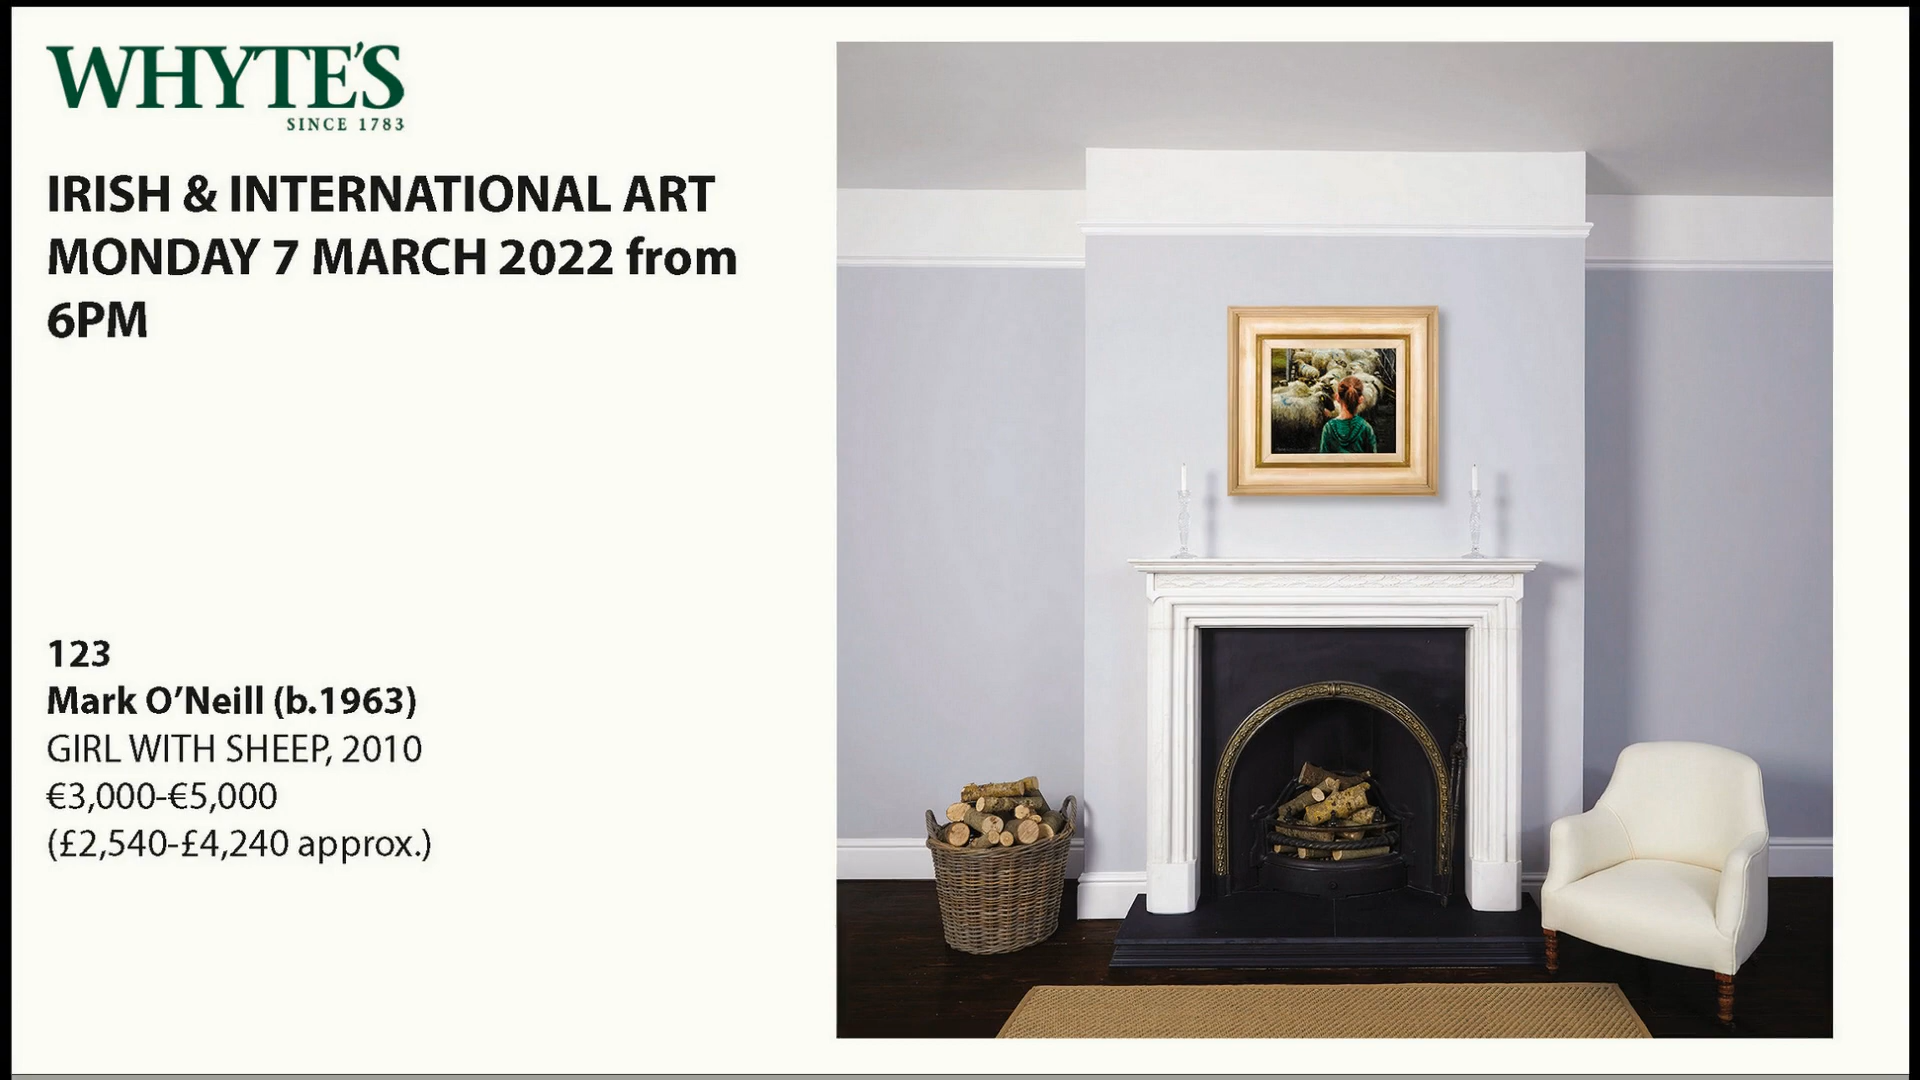 WHYTE'S
SINCE 1783
IRISH & INTERNATIONAL ART
MONDAY 7 MARCH 2022 from
6PM
123
Mark O’Neill (b.1963)
GIRL WITH SHEEP, 2010
€3,000-€5,000
(£2,540-£4,240 approx.)